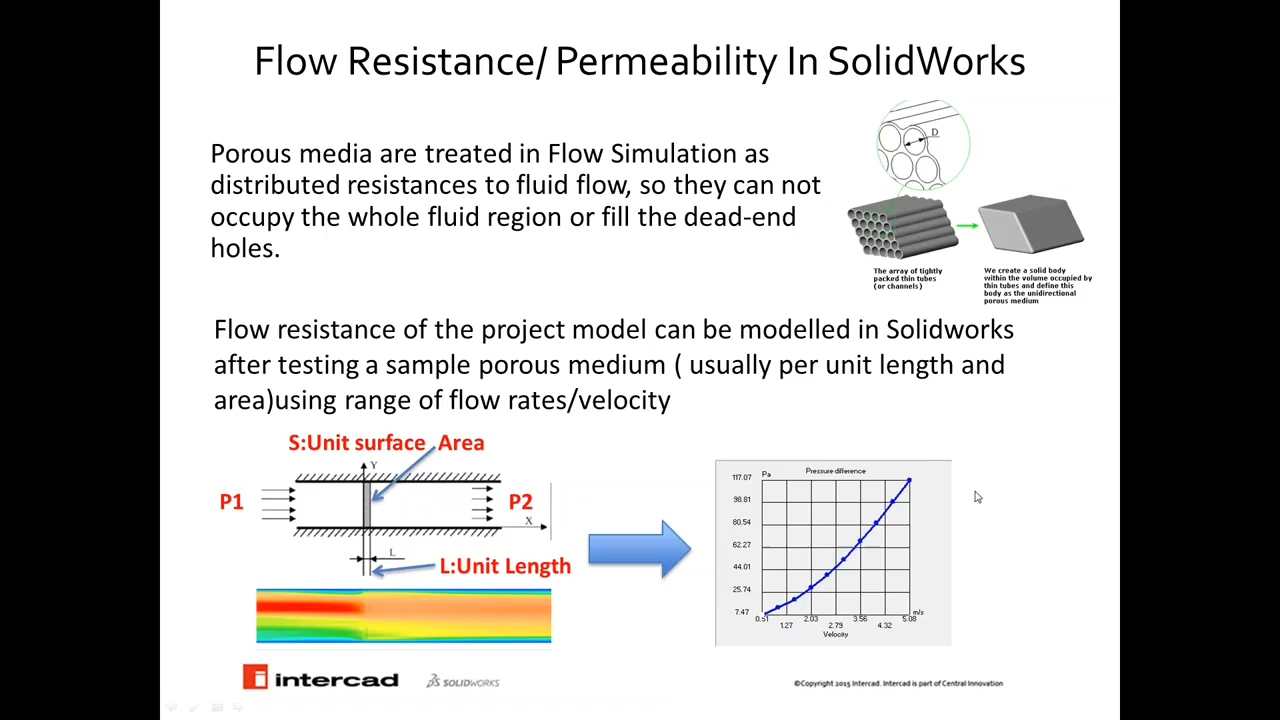 Flow Resistance/ Permeability In SolidWorks
Porous media are treated in Flow Simulation as
distributed resistances to fluid flow, so they can not
occupy the whole fluid region or fill the dead-end
holes.
D
The array of tightly
packed thin tubes
(or channels)
We create a solid body
within the volume occupied by
thin tubes and define this
body as the unidirectional
porous medium
Flow resistance of the project model can be modelled in Solidworks
after testing a sample porous medium ( usually per unit length and
area)using range of flow rates/velocity
S:Unit surface Area
Y
P1
P2
X
L
L:Unit Length
Pressure difference
Pa
117.07
98.81
80.54
62.27
44.01
25.74
7.47
m/s
0.51
2.03
3.56
5.08
1.27
2.79
4.32
Velocity
intercad
SOLIDWORKS
©Copyright 2015 Intercad. Intercad is part of Central Innovation